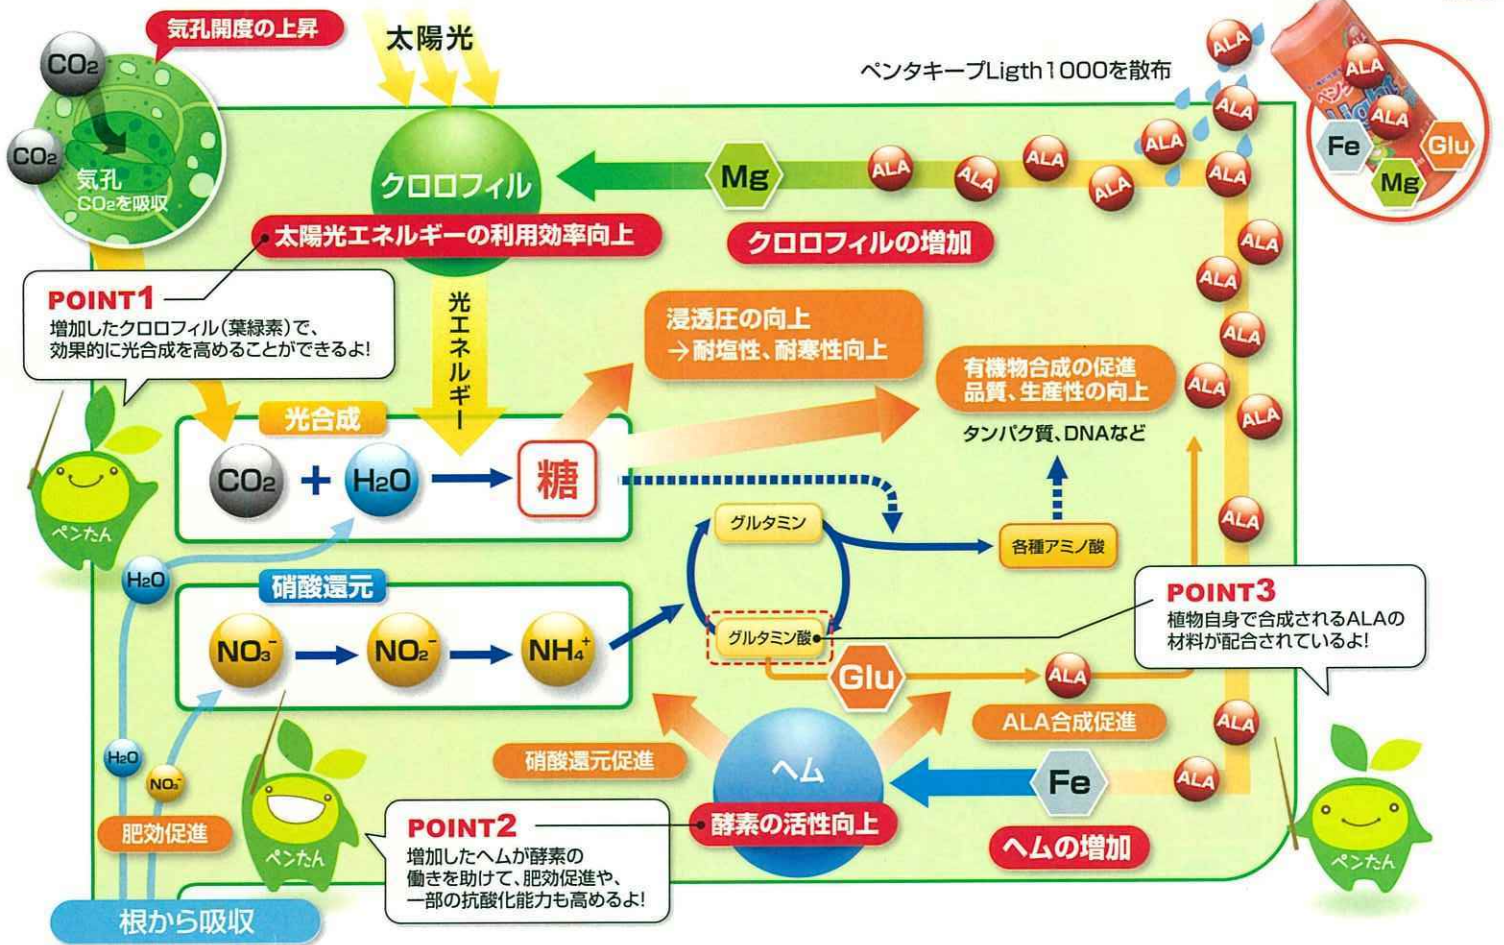 気孔開度の上昇
CO₂
CO₂
気孔
CO₂を吸収
太陽光
ペンタキープLigth1000を散布
ALA
ALA
ALA
ALA
ALA
ALA
Fe
Mg
Glu
クロロフィル
Mg
ALA
ALA
ALA
ALA
太陽光エネルギーの利用効率向上
クロロフィルの増加
ALA
ALA
ALA
ALA
ALA
ALA
POINT1
増加したクロロフィル(葉緑素)で、
効果的に光合成を高めることができるよ!
光エネルギー
浸透圧の向上
→耐塩性、耐寒性向上
有機物合成の促進
品質、生産性の向上
タンパク質、DNAなど
ペンたん
光合成
CO₂ + H₂O
糖
グルタミン
各種アミノ酸
グルタミン酸
H₂O
硝酸還元
NO₃⁻
NO₂⁻
NH₄⁺
POINT3
植物自身で合成されるALAの
材料が配合されているよ!
Glu
ALA
ALA合成促進
ALA
ALA
H₂O
NO₃⁻
肥効促進
ペンたん
硝酸還元促進
ヘム
Fe
酵素の活性向上
ヘムの増加
POINT2
増加したヘムが酵素の
働きを助けて、肥効促進や、
一部の抗酸化能力も高めるよ!
ペンたん
根から吸収